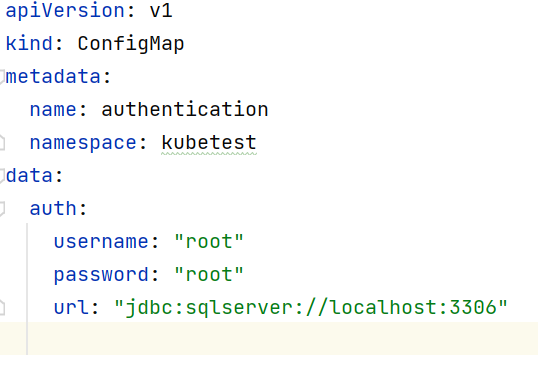 apiVersion: v1
kind: ConfigMap
metadata:
  name: authentication
  namespace: kubetest
data:
  auth:
    username: "root"
    password: "root"
    url: "jdbc:sqlserver://localhost:3306"